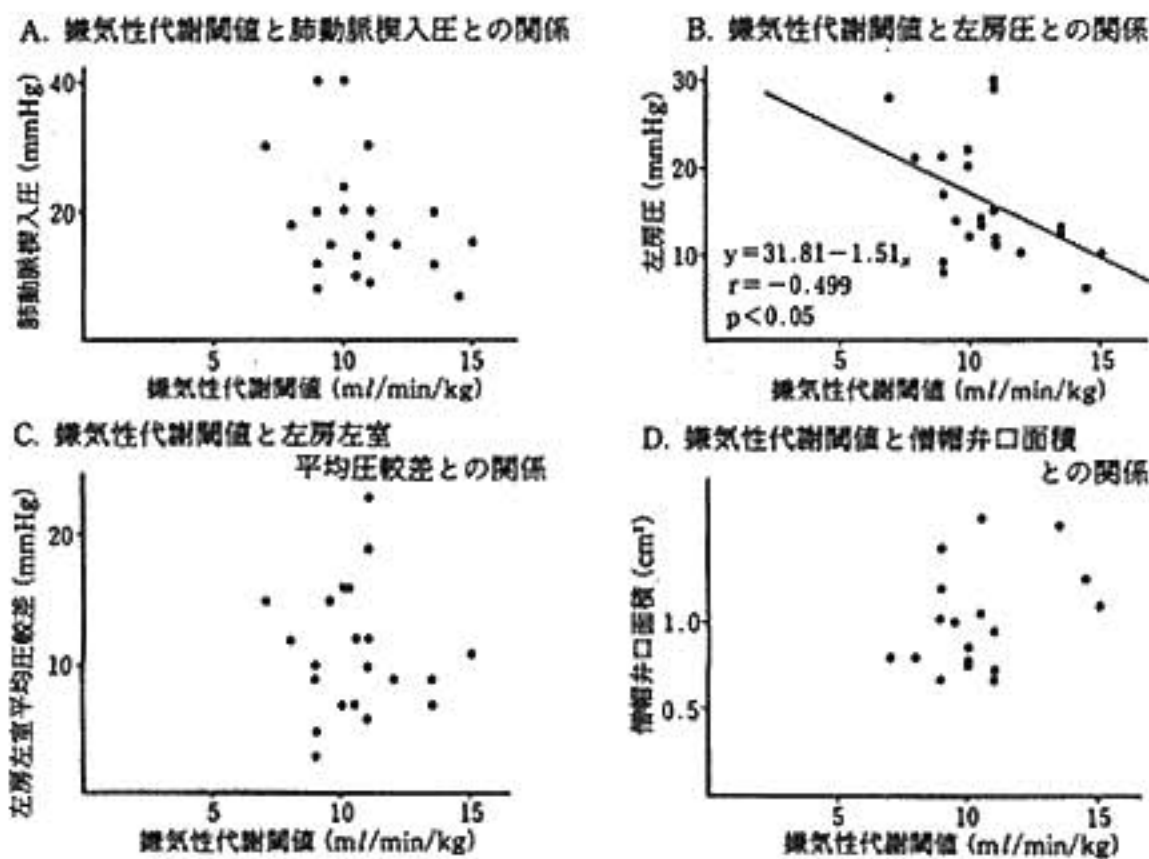 A. 嫌気性代謝閾値と肺動脈楔入圧との関係
肺動脈楔入圧 (mmHg)
40
20
5 10 15
嫌気性代謝閾値 (mℓ/min/kg)
B. 嫌気性代謝閾値と左房圧との関係
左房圧 (mmHg)
30
20
10
y=31.81-1.51x
r=-0.499
p<0.05
5 10 15
嫌気性代謝閾値 (mℓ/min/kg)
C. 嫌気性代謝閾値と左房左室
平均圧較差との関係
左房左室平均圧較差 (mmHg)
20
10
5 10 15
嫌気性代謝閾値 (mℓ/min/kg)
D. 嫌気性代謝閾値と僧帽弁口面積
との関係
僧帽弁口面積 (cm²)
1.0
0.5
5 10 15
嫌気性代謝閾値 (mℓ/min/kg)